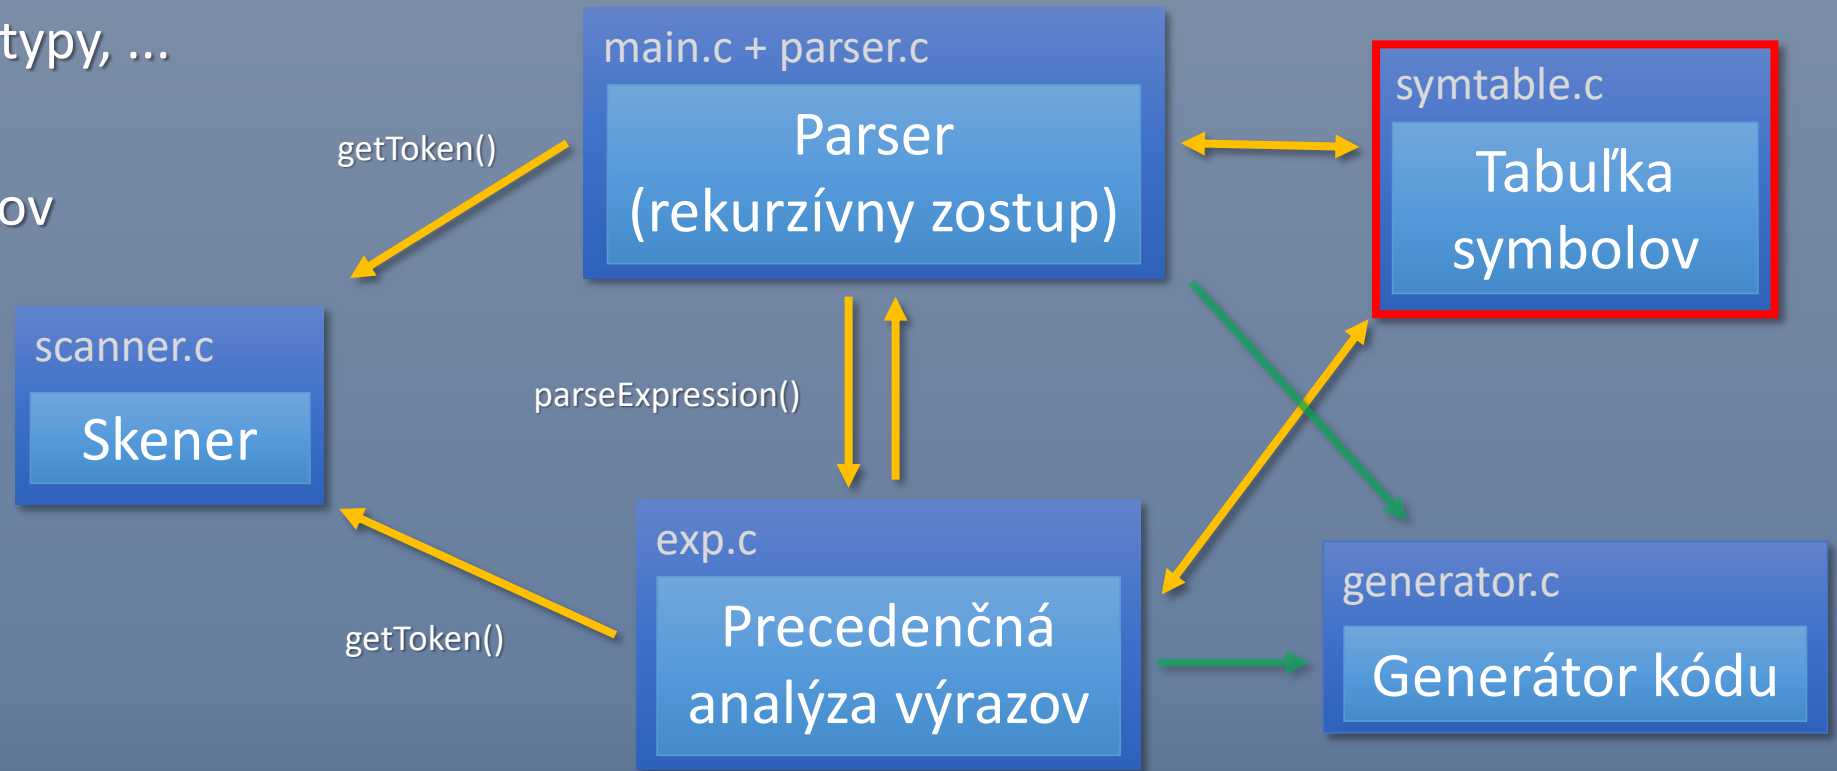 typy, ...
ov
main.c + parser.c
Parser
(rekurzívny zostup)
symtable.c
Tabuľka
symbolov
getToken()
scanner.c
Skener
parseExpression()
getToken()
exp.c
Precedenčná
analýza výrazov
generator.c
Generátor kódu